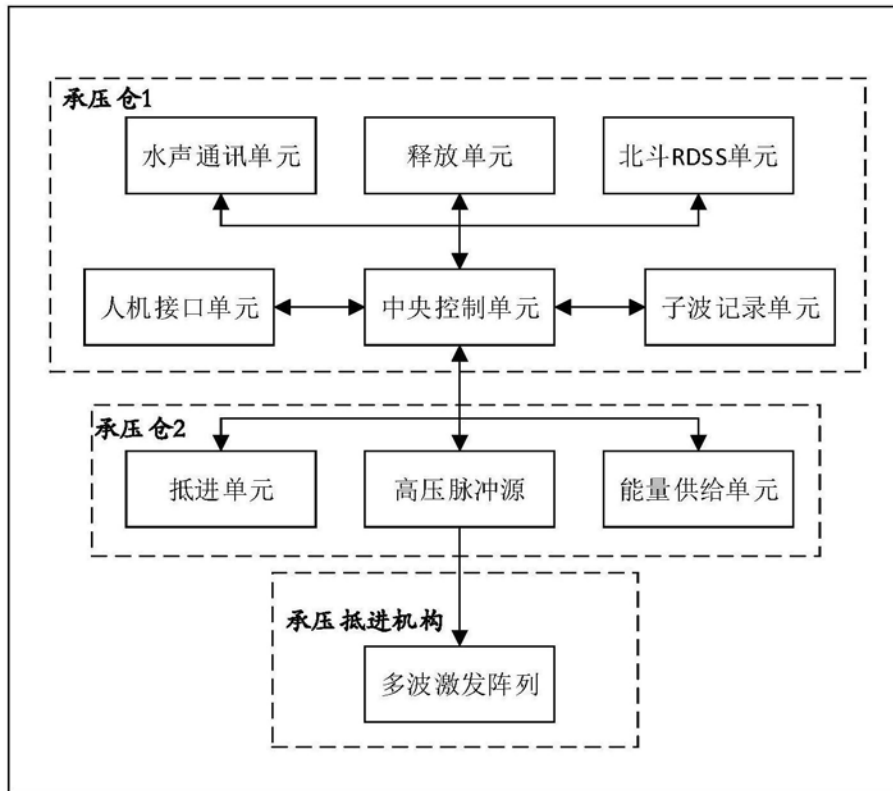 承压仓1
水声通讯单元
释放单元
北斗RDSS单元
人机接口单元
中央控制单元
子波记录单元
承压仓2
抵进单元
高压脉冲源
能量供给单元
承压抵进机构
多波激发阵列